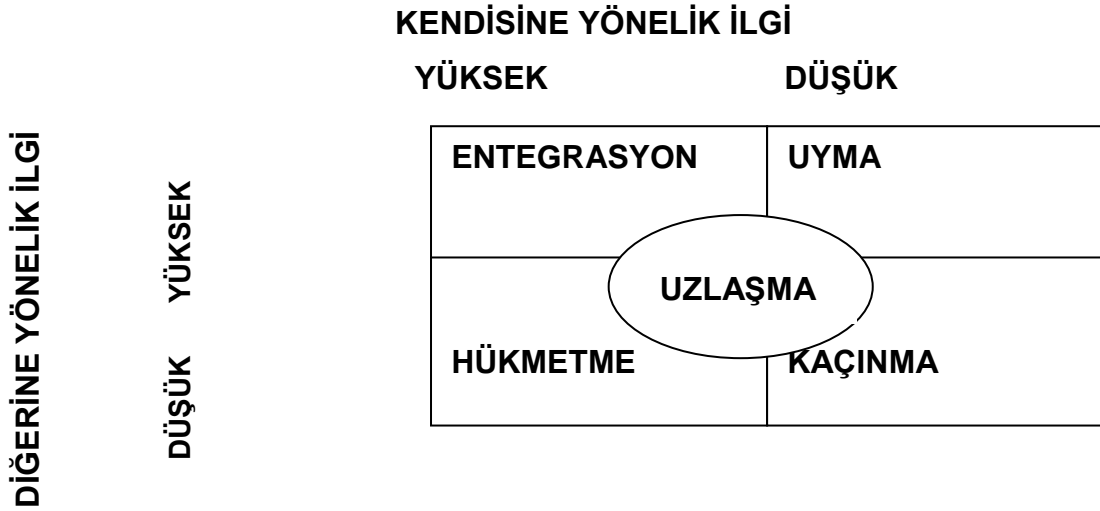 KENDİSİNE YÖNELİK İLGİ
YÜKSEK DÜŞÜK
DİĞERİNE YÖNELİK İLGİ
YÜKSEK
DÜŞÜK
ENTEGRASYON UYMA
UZLAŞMA
HÜKMETME KAÇINMA